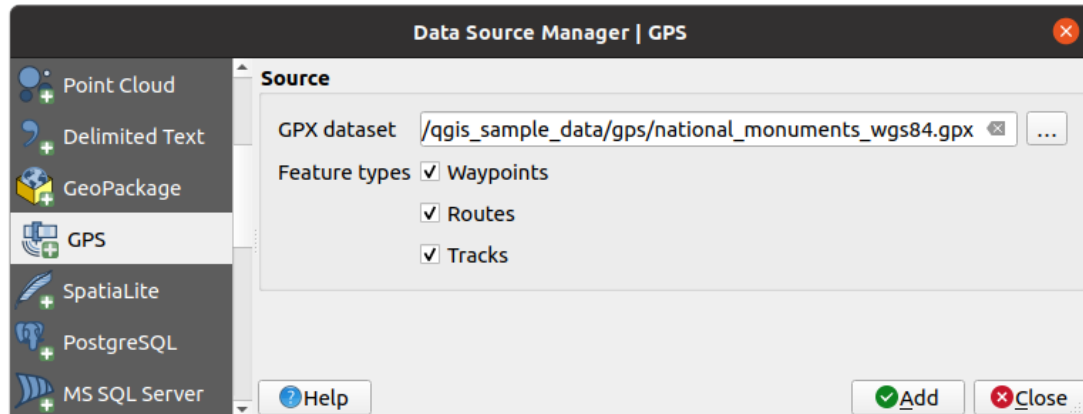 Data Source Manager | GPS
Point Cloud
Delimited Text
GeoPackage
GPS
SpatiaLite
PostgreSQL
MS SQL Server
Source
GPX dataset /qgis_sample_data/gps/national_monuments_wgs84.gpx ...
Feature types Waypoints
Routes
Tracks
Help Add Close